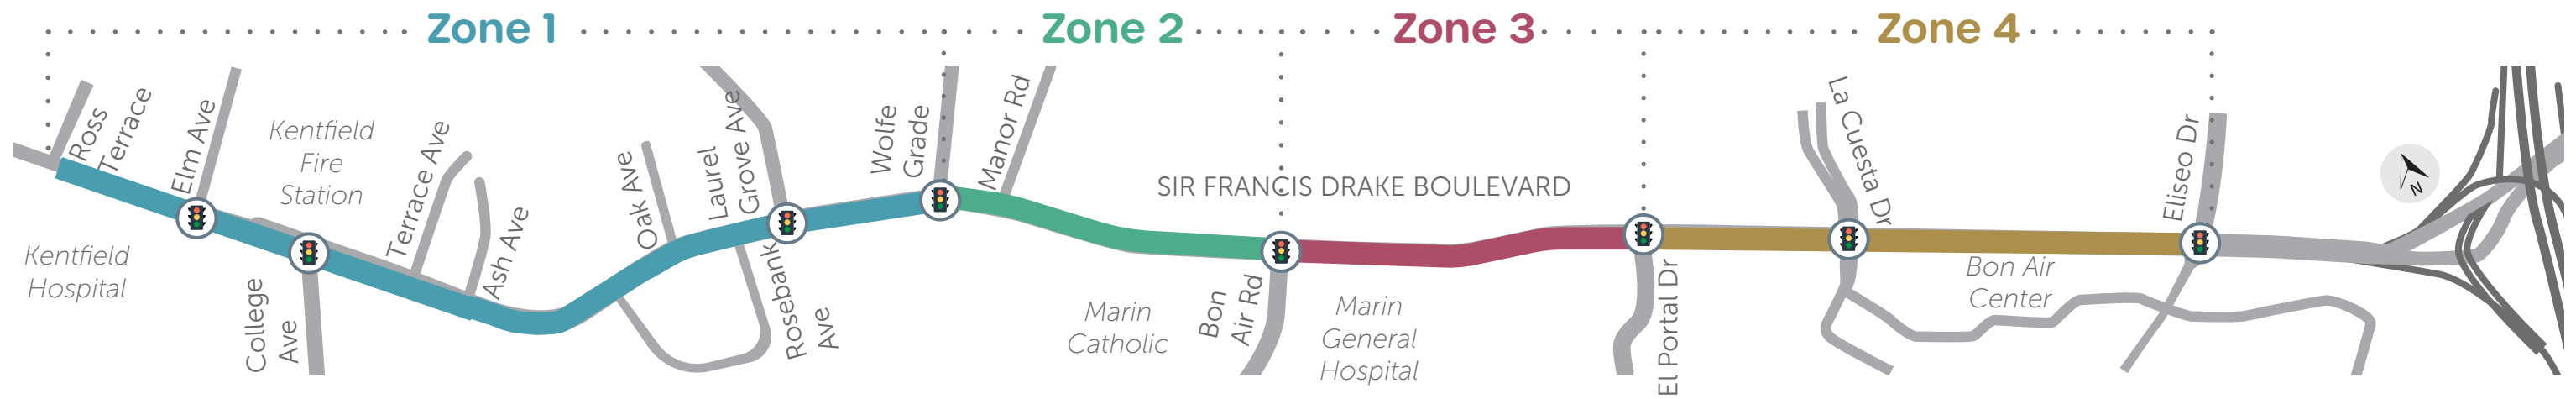 Zone 1
Zone 2
Zone 3
Zone 4
Ross
Terrace
Elm Ave
Kentfield
Fire
Station
Kentfield
Hospital
College
Ave
Terrace Ave
Ash Ave
Oak Ave
Laurel
Grove Ave
Rosebank
Ave
Wolfe
Grade
Manor Rd
SIR FRANCIS DRAKE BOULEVARD
Marin
Catholic
Bon
Air Rd
Marin
General
Hospital
El Portal Dr
La Cuesta Dr
Bon Air
Center
Eliseo Dr
N